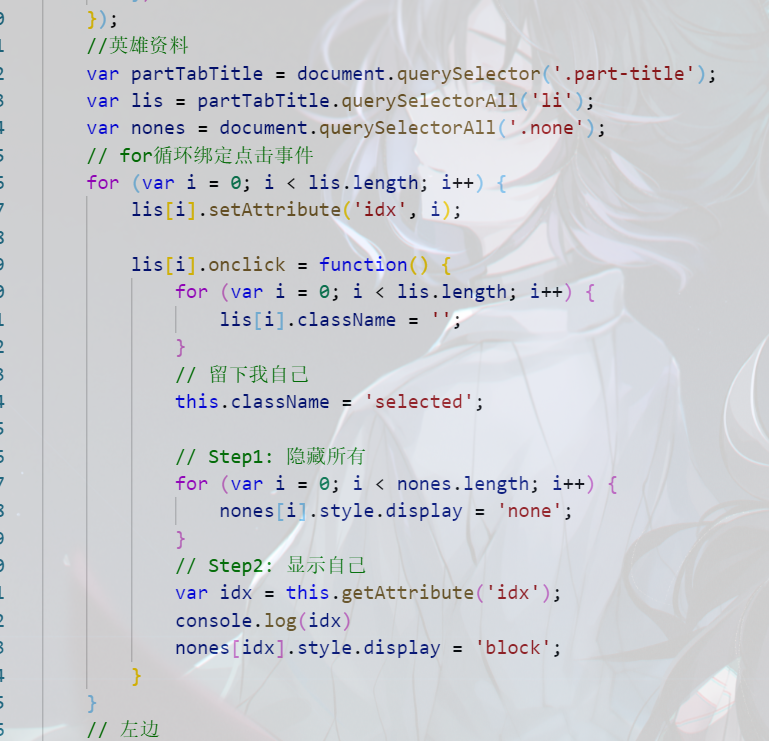 });
//英雄资料
var partTabTitle = document.querySelector('.part-title');
var lis = partTabTitle.querySelectorAll('li');
var nones = document.querySelectorAll('.none');
// for循环绑定点击事件
for (var i = 0; i < lis.length; i++) {
lis[i].setAttribute('idx', i);
lis[i].onclick = function() {
for (var i = 0; i < lis.length; i++) {
lis[i].className = '';
}
// 留下我自己
this.className = 'selected';
// Step1: 隐藏所有
for (var i = 0; i < nones.length; i++) {
nones[i].style.display = 'none';
}
// Step2: 显示自己
var idx = this.getAttribute('idx');
console.log(idx)
nones[idx].style.display = 'block';
}
}
// 左边